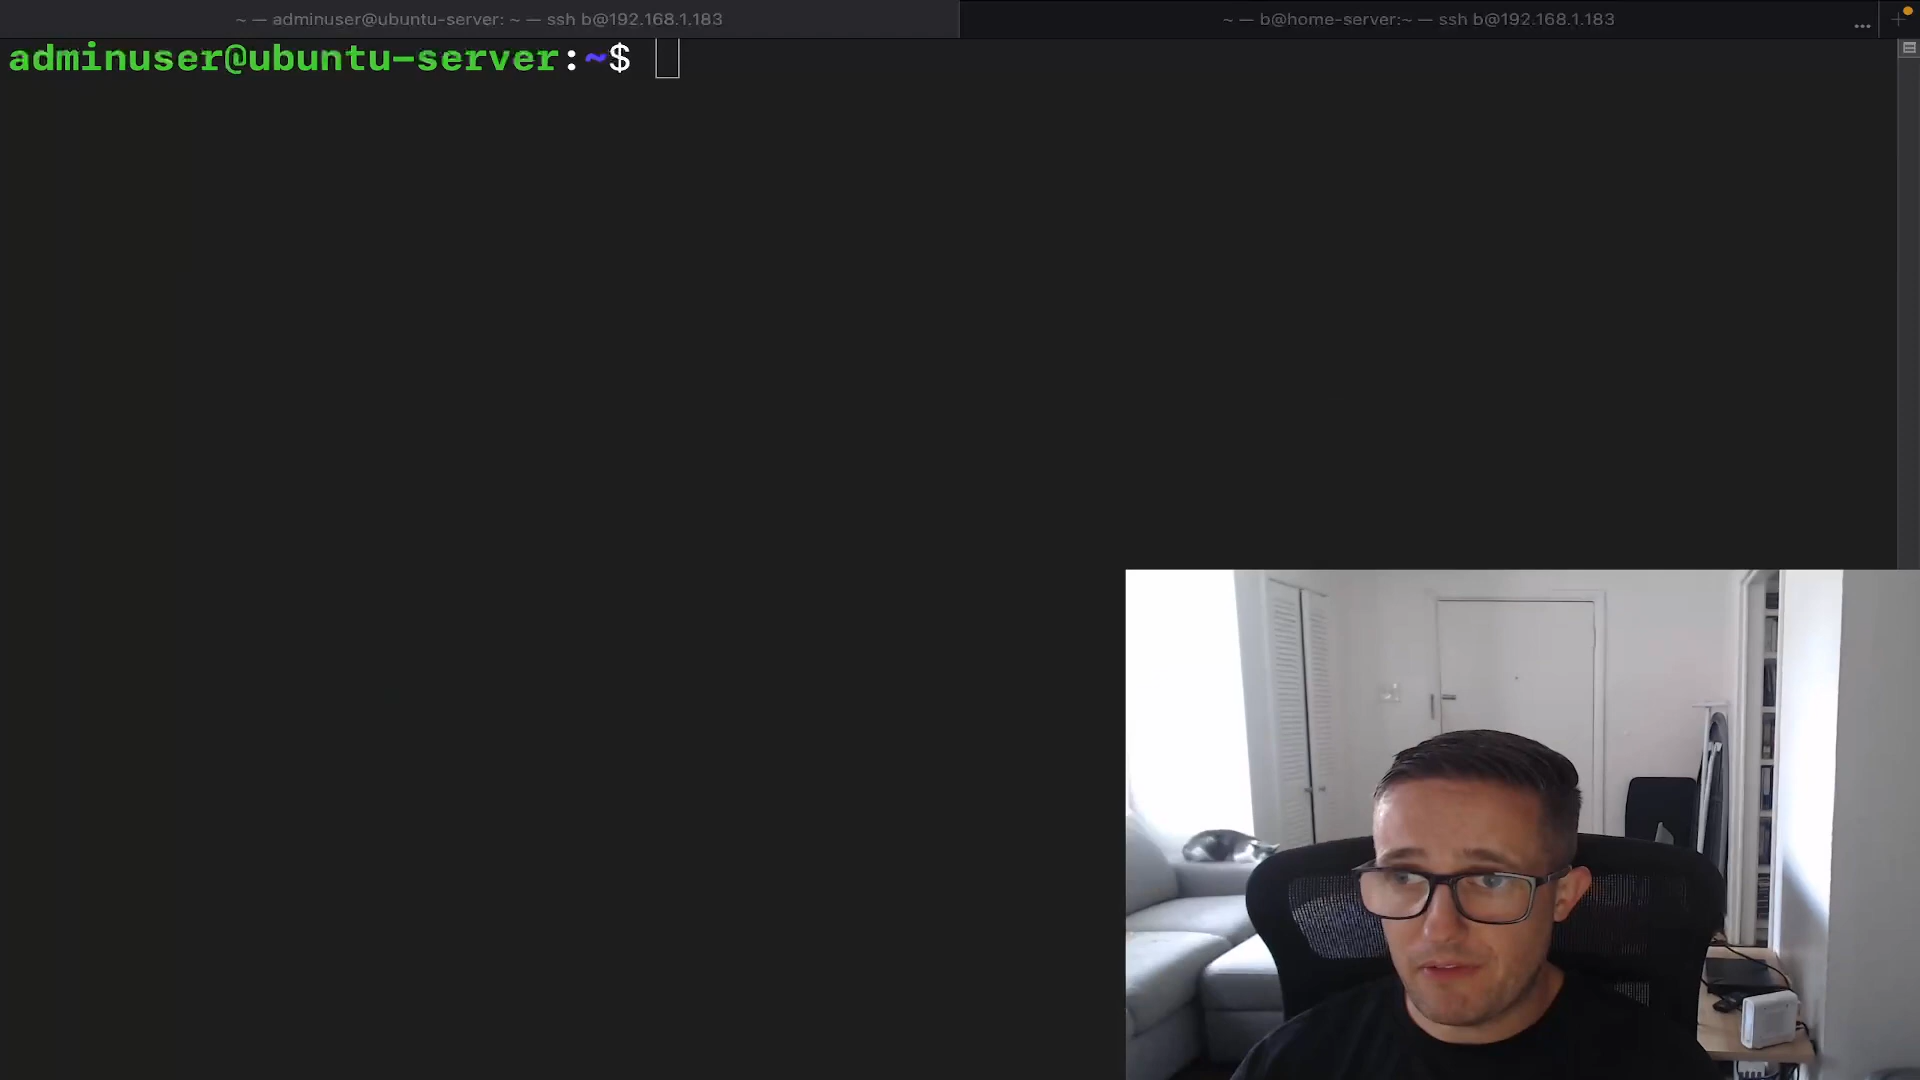 ~ — adminuser@ubuntu-server: ~ — ssh b@192.168.1.183
~ — b@home-server:~ — ssh b@192.168.1.183
adminuser@ubuntu-server:~$